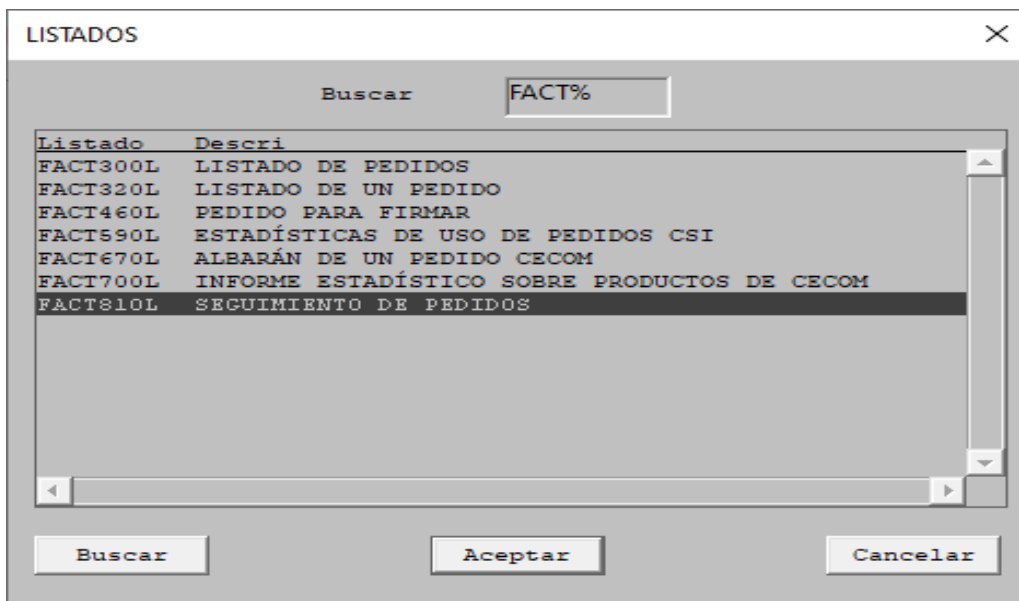 LISTADOS
Buscar FACT%
Listado Descri
FACT300L LISTADO DE PEDIDOS
FACT320L LISTADO DE UN PEDIDO
FACT460L PEDIDO PARA FIRMAR
FACT590L ESTADÍSTICAS DE USO DE PEDIDOS CSI
FACT670L ALBARÁN DE UN PEDIDO CECOM
FACT700L INFORME ESTADÍSTICO SOBRE PRODUCTOS DE CECOM
FACT810L SEGUIMIENTO DE PEDIDOS
Buscar Aceptar Cancelar